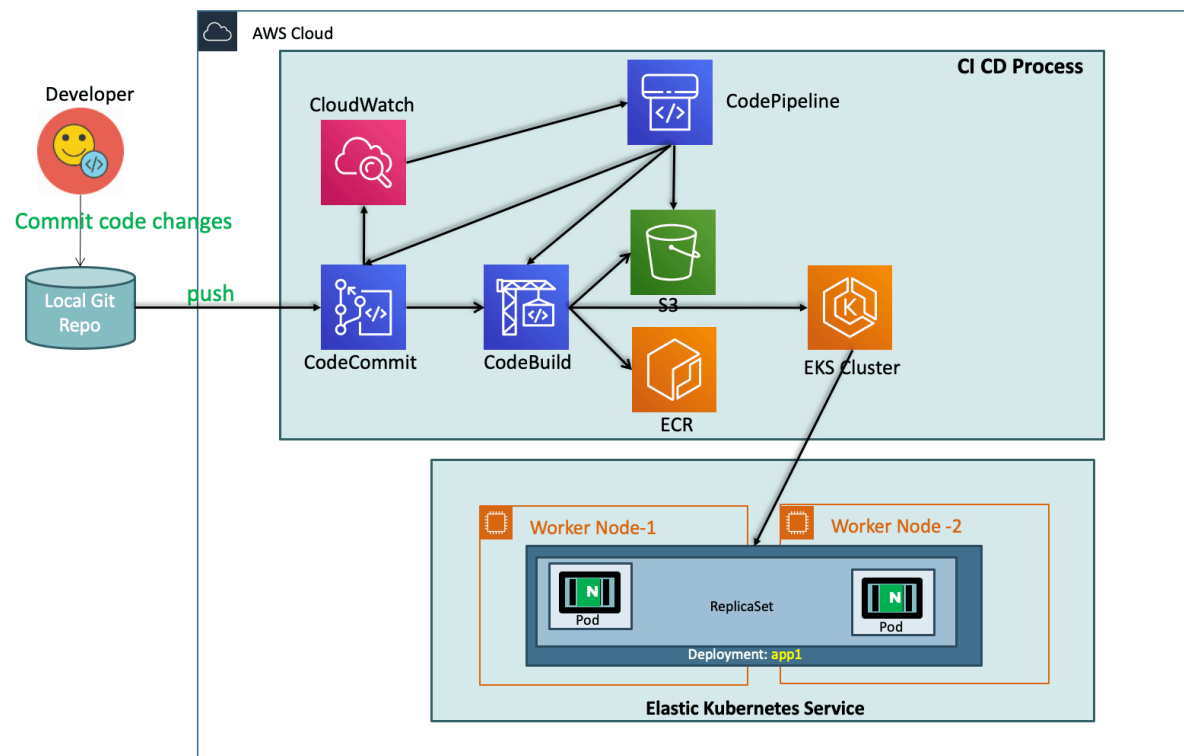 AWS Cloud
CI CD Process
Developer
CloudWatch
CodePipeline
Commit code changes
Local Git
Repo
push
CodeCommit
CodeBuild
S3
ECR
EKS Cluster
Worker Node-1
Worker Node -2
N
Pod
ReplicaSet
N
Pod
Deployment: app1
Elastic Kubernetes Service